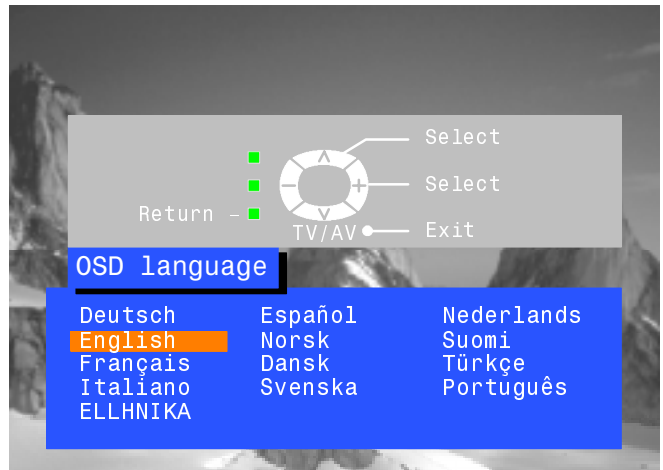 Select
Select
Return –
TV/AV
Exit
OSD language
Deutsch Español Nederlands
English Norsk Suomi
Français Dansk Türkçe
Italiano Svenska Português
ELLHNIKA